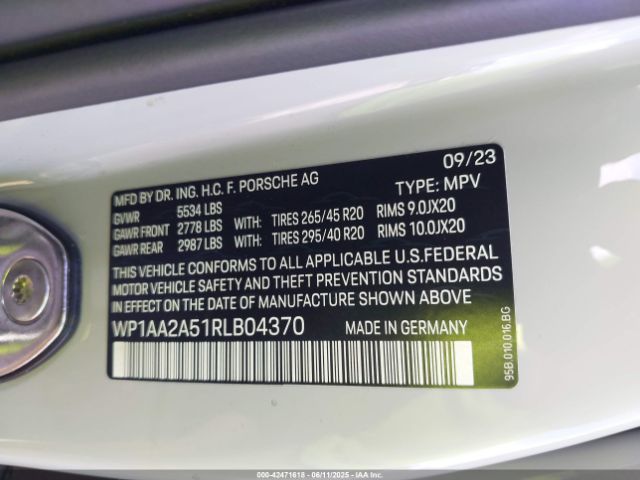 09/23
MFD BY DR. ING. H.C. F. PORSCHE AG
TYPE: MPV
GVWR 5534 LBS
GAWR FRONT 2778 LBS WITH: TIRES 265/45 R20 RIMS 9.0JX20
GAWR REAR 2987 LBS WITH: TIRES 295/40 R20 RIMS 10.0JX20
THIS VEHICLE CONFORMS TO ALL APPLICABLE U.S.FEDERAL
MOTOR VEHICLE SAFETY AND THEFT PREVENTION STANDARDS
IN EFFECT ON THE DATE OF MANUFACTURE SHOWN ABOVE.
WP1AA2A51RLB04370 MADE IN GERMANY
95B.010.016.BG
000-42471618 - 06/11/2025 - IAA Inc.